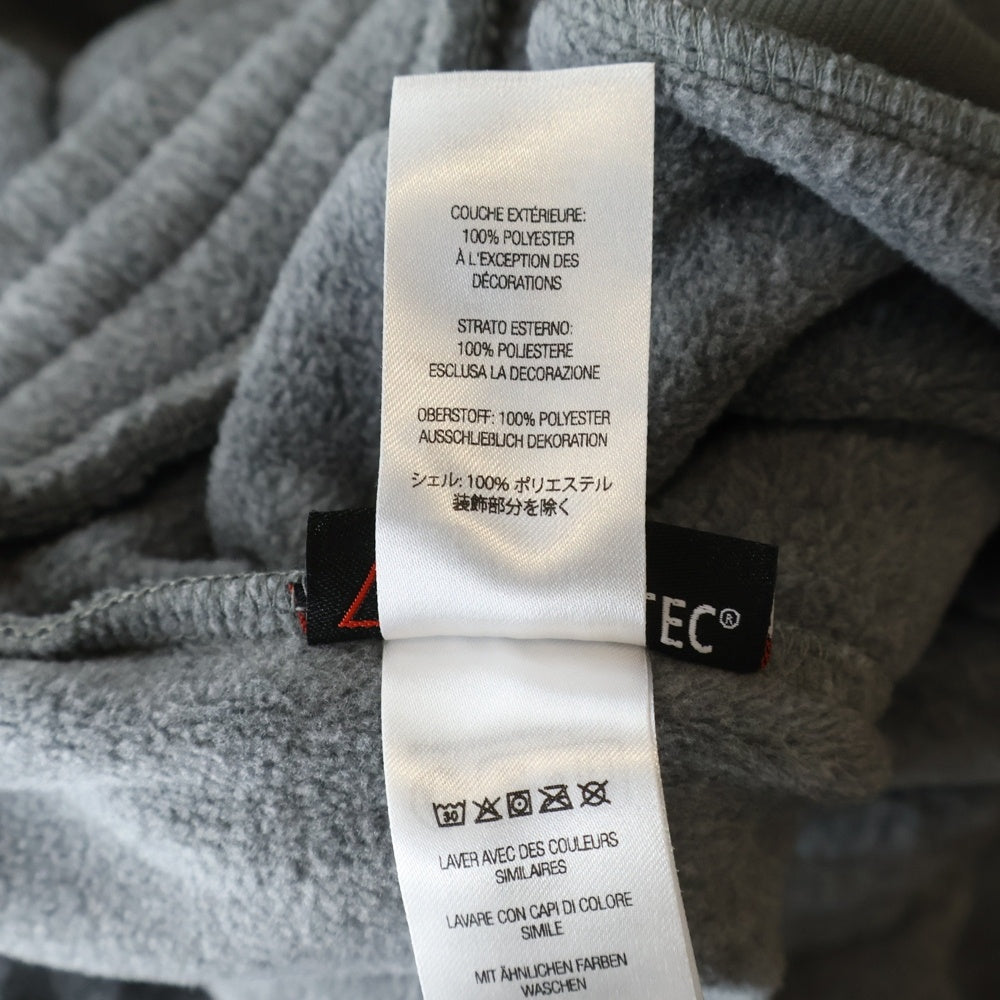 COUCHE EXTÉRIEURE:
100% POLYESTER
À L'EXCEPTION DES
DÉCORATIONS
STRATO ESTERNO:
100% POLIESTERE
ESCLUSA LA DECORAZIONE
OBERSTOFF: 100% POLYESTER
AUSSCHLIEBLICH DEKORATION
シェル: 100% ポリエステル
装飾部分を除く
TEC®
30
LAVER AVEC DES COULEURS
SIMILAIRES
LAVARE CON CAPI DI COLORE
SIMILE
MIT ÄHNLICHEN FARBEN
WASCHEN